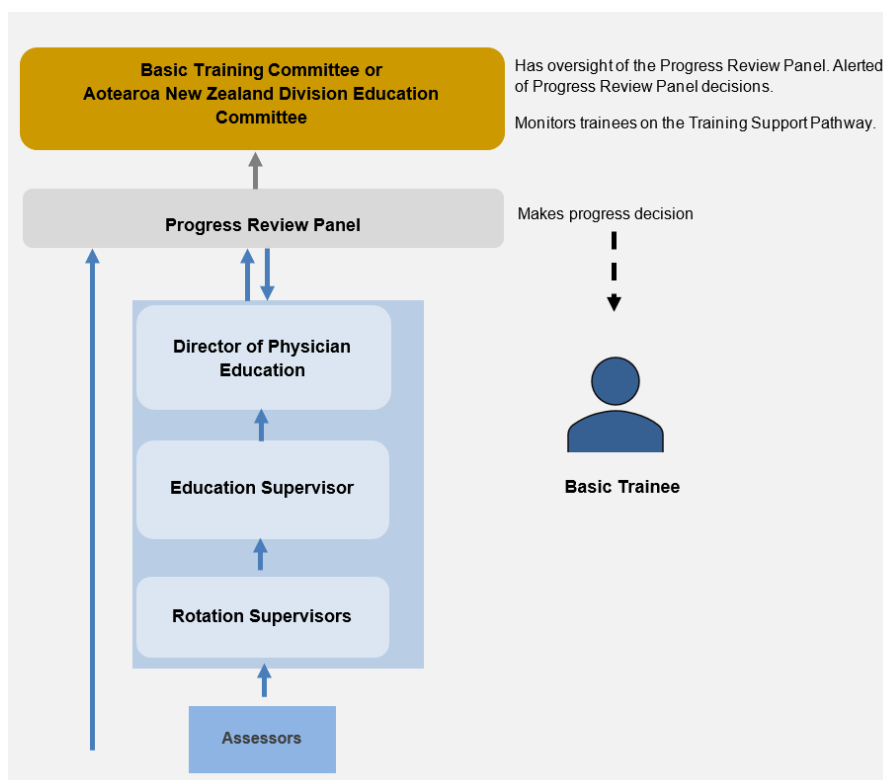 Basic Training Committee or
Aotearoa New Zealand Division Education
Committee
Has oversight of the Progress Review Panel. Alerted
of Progress Review Panel decisions.
Monitors trainees on the Training Support Pathway.
Progress Review Panel
Makes progress decision
Director of Physician
Education
Education Supervisor
Basic Trainee
Rotation Supervisors
Assessors